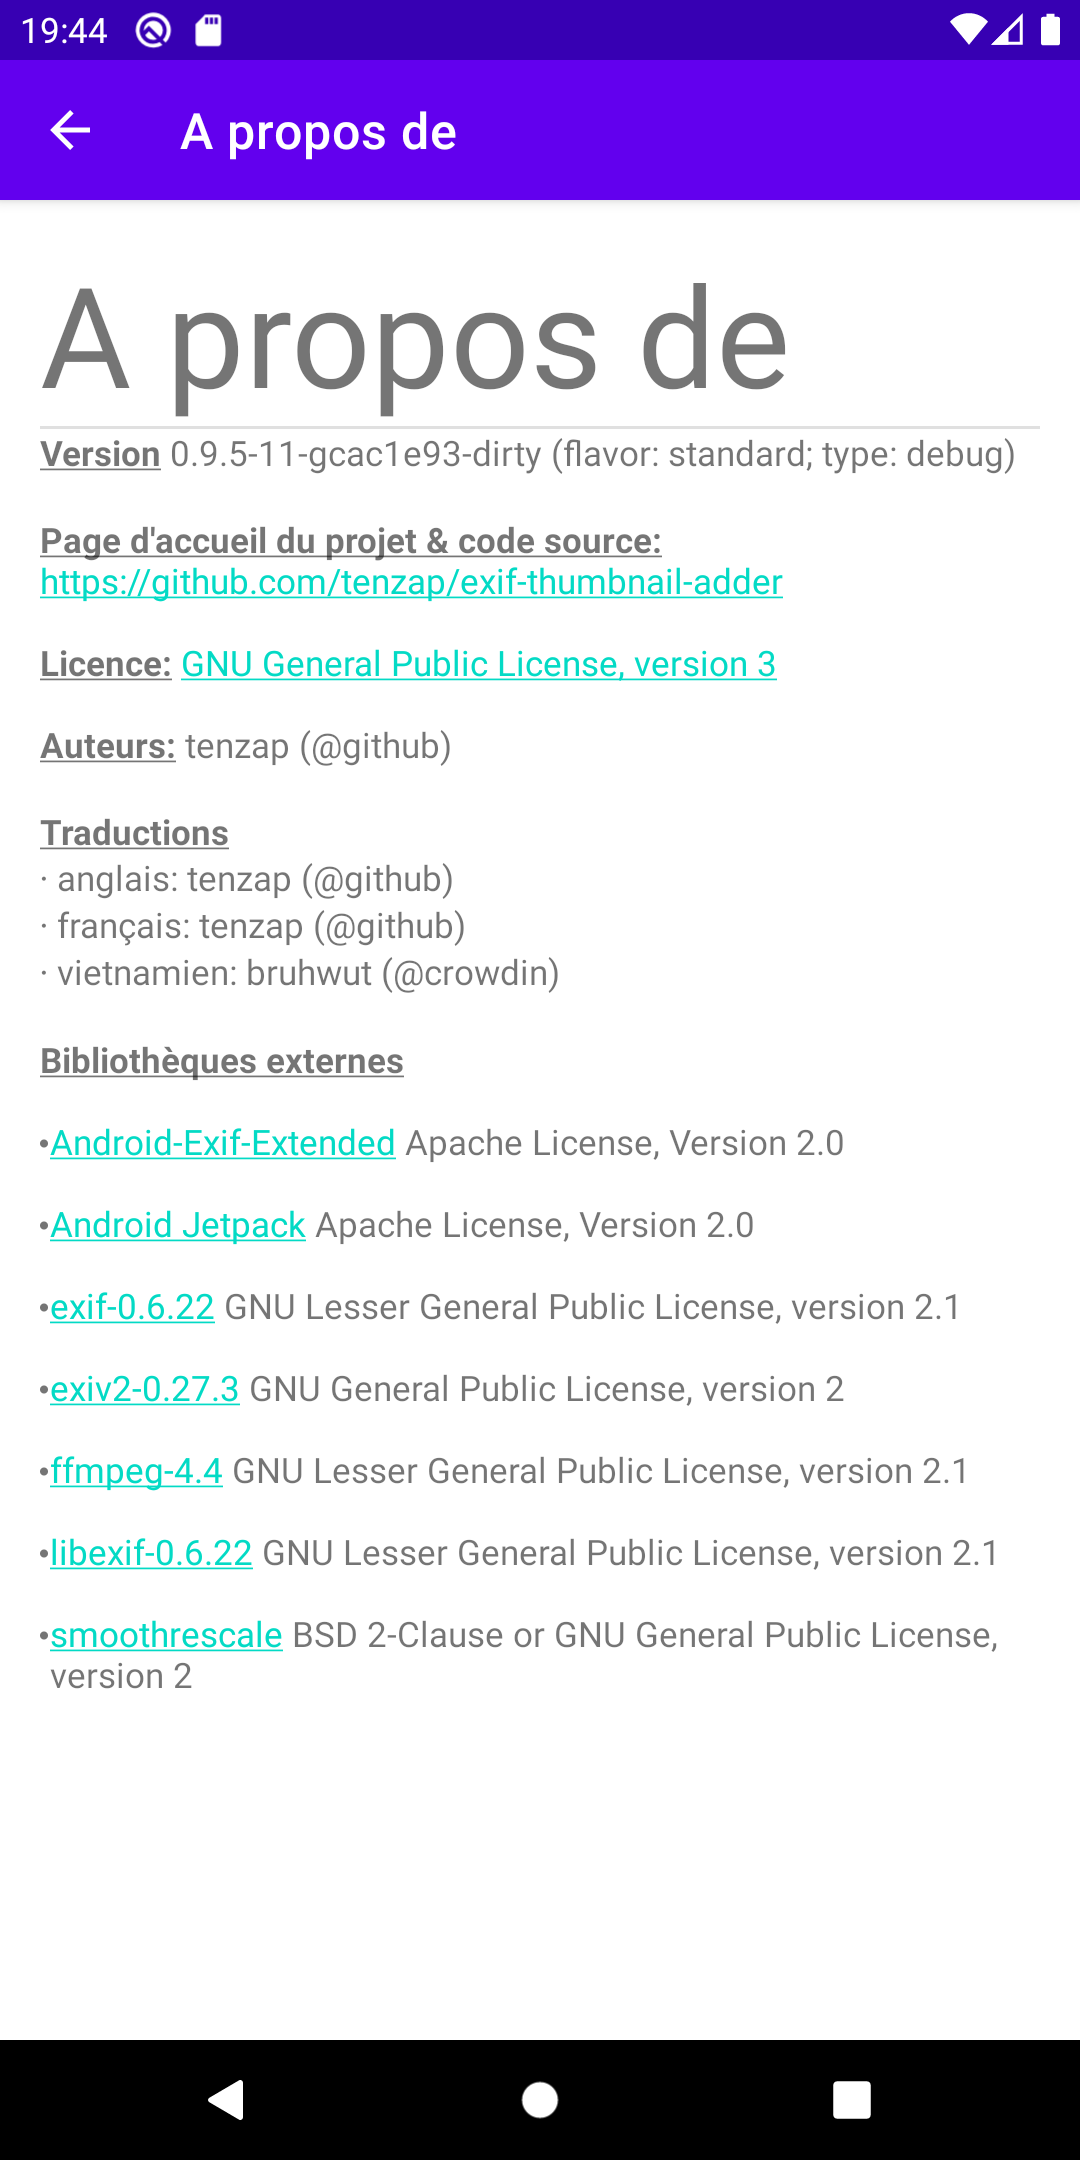 19:44
A propos de
A propos de
Version 0.9.5-11-gcac1e93-dirty (flavor: standard; type: debug)
Page d'accueil du projet & code source:
https://github.com/tenzap/exif-thumbnail-adder
Licence: GNU General Public License, version 3
Auteurs: tenzap (@github)
Traductions
· anglais: tenzap (@github)
· français: tenzap (@github)
· vietnamien: bruhwut (@crowdin)
Bibliothèques externes
•Android-Exif-Extended Apache License, Version 2.0
•Android Jetpack Apache License, Version 2.0
•exif-0.6.22 GNU Lesser General Public License, version 2.1
•exiv2-0.27.3 GNU General Public License, version 2
•ffmpeg-4.4 GNU Lesser General Public License, version 2.1
•libexif-0.6.22 GNU Lesser General Public License, version 2.1
•smoothrescale BSD 2-Clause or GNU General Public License,
version 2